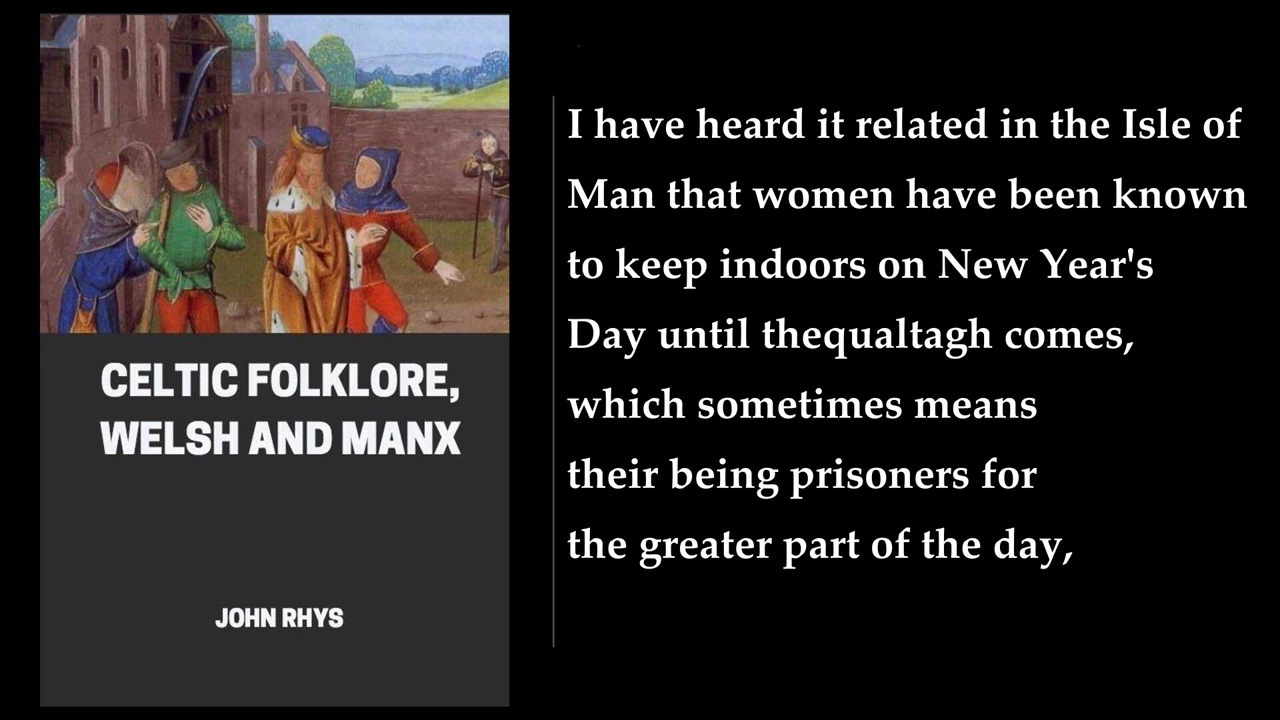 CELTIC FOLKLORE,
WELSH AND MANX
JOHN RHYS
I have heard it related in the Isle of
Man that women have been known
to keep indoors on New Year's
Day until thequaltagh comes,
which sometimes means
their being prisoners for
the greater part of the day,